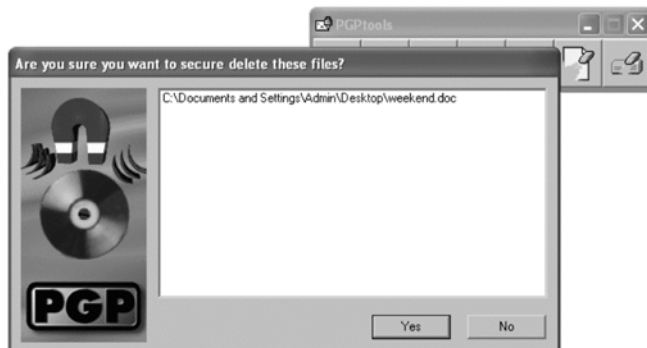 PGPtools
Are you sure you want to secure delete these files?
C:\Documents and Settings\Admin\Desktop\weekend.doc
PGP
Yes
No